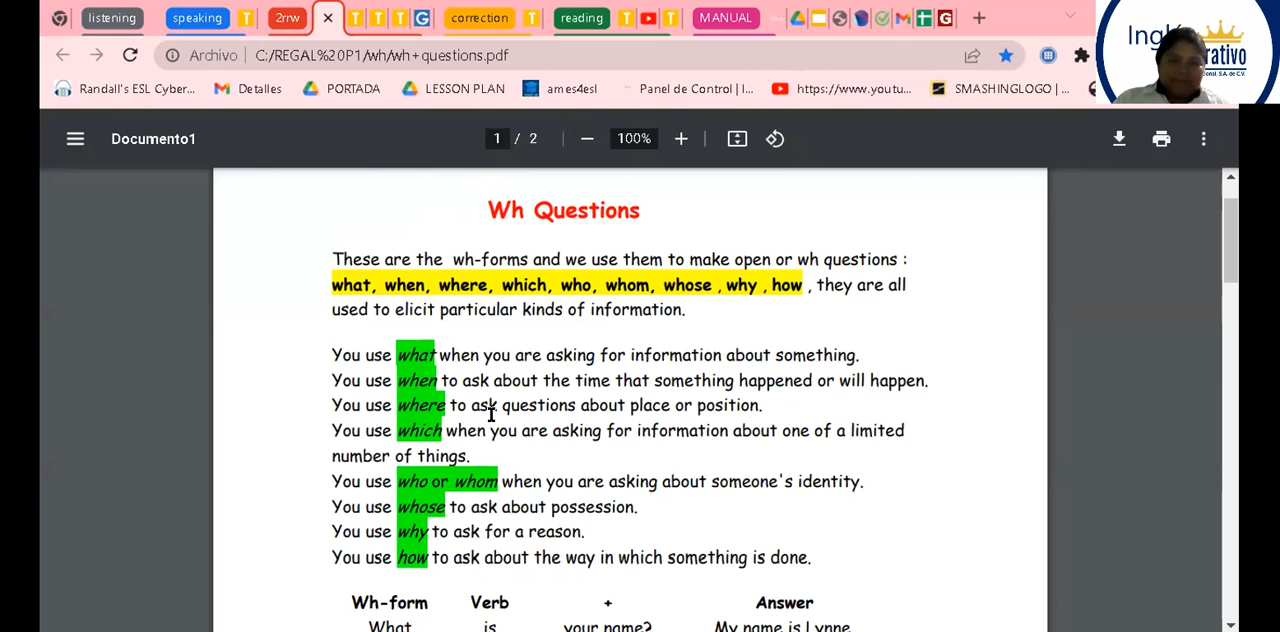 listening speaking 2rrw correction reading MANUAL
Archivo C:/REGAL%20P1/wh/wh+questions.pdf
Randall's ESL Cyber... Detalles PORTADA LESSON PLAN ames4esl Panel de Control | I... https://www.youtu... SMASHINGLOGO | ...
Documento1 1 / 2 100%
Wh Questions
These are the wh-forms and we use them to make open or wh questions :
what, when, where, which, who, whom, whose , why , how , they are all
used to elicit particular kinds of information.
You use what when you are asking for information about something.
You use when to ask about the time that something happened or will happen.
You use where to ask questions about place or position.
You use which when you are asking for information about one of a limited
number of things.
You use who or whom when you are asking about someone's identity.
You use whose to ask about possession.
You use why to ask for a reason.
You use how to ask about the way in which something is done.
Wh-form Verb + Answer
What is your name? My name is Lynne